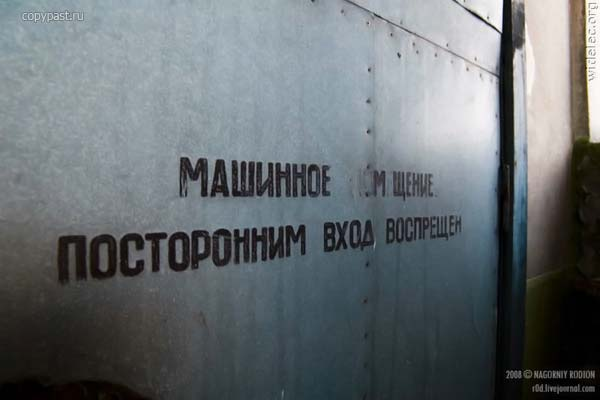 copypast.ru
widelec.org
МАШИННОЕ
ПОСТОРОННИМ ВХОД ВОСПРЕЩЕН
2008 © NAGORNIY RODION
r0d.livejournal.com